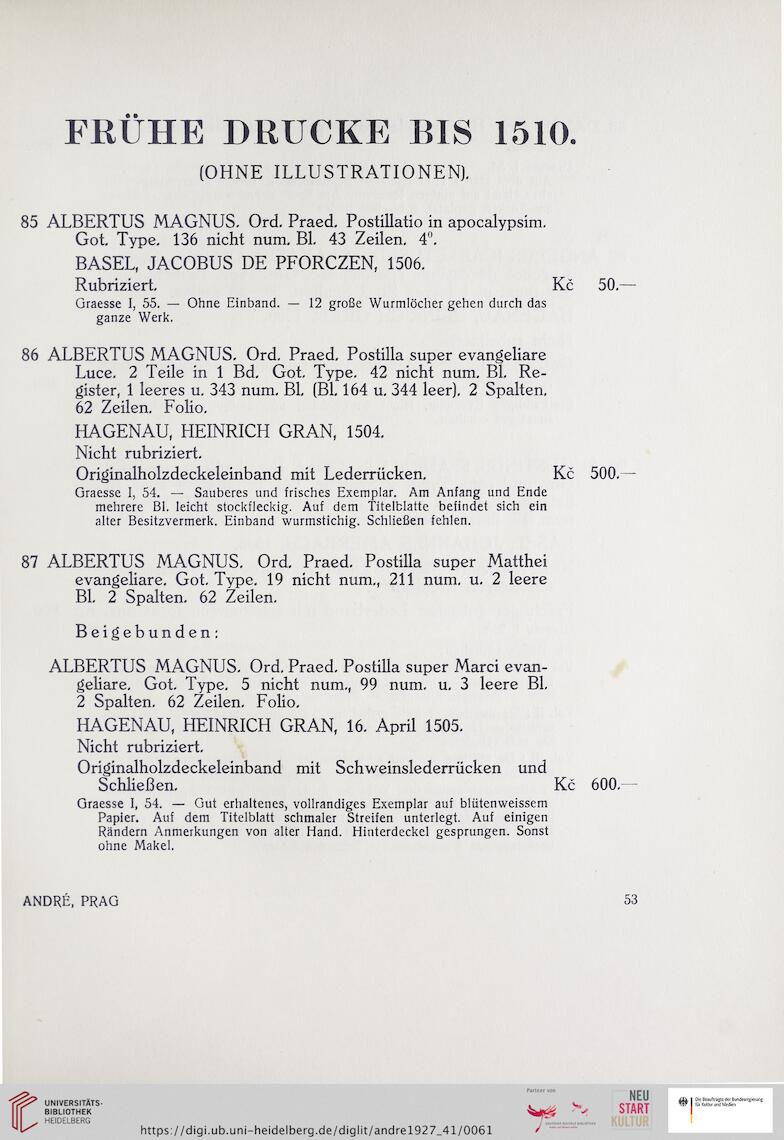 FRÜHE DRUCKE BIS 1510.
(OHNE ILLUSTRATIONEN).
85 ALBERTUS MAGNUS. Ord. Praed. Postillatio in apocalypsim.
Got. Type. 136 nicht num. Bl. 43 Zeilen. 4⁰.
BASEL, JACOBUS DE PFORCZEN, 1506.
Rubriziert. Kč 50.—
Graesse I, 55. — Ohne Einband. — 12 große Wurmlöcher gehen durch das
ganze Werk.
86 ALBERTUS MAGNUS. Ord. Praed. Postilla super evangeliare
Luce. 2 Teile in 1 Bd. Got. Type. 42 nicht num. Bl. Re-
gister, 1 leeres u. 343 num. Bl. (Bl. 164 u. 344 leer). 2 Spalten.
62 Zeilen. Folio.
HAGENAU, HEINRICH GRAN, 1504.
Nicht rubriziert.
Originalholzdeckeleinband mit Lederrücken. Kč 500.—
Graesse I, 54. — Sauberes und frisches Exemplar. Am Anfang und Ende
mehrere Bl. leicht stockfleckig. Auf dem Titelblatte befindet sich ein
alter Besitzvermerk. Einband wurmstichig. Schließen fehlen.
87 ALBERTUS MAGNUS. Ord. Praed. Postilla super Matthei
evangeliare. Got. Type. 19 nicht num., 211 num. u. 2 leere
Bl. 2 Spalten. 62 Zeilen.
Beigebunden:
ALBERTUS MAGNUS. Ord. Praed. Postilla super Marci evan-
geliare. Got. Type. 5 nicht num., 99 num. u. 3 leere Bl.
2 Spalten. 62 Zeilen. Folio.
HAGENAU, HEINRICH GRAN, 16. April 1505.
Nicht rubriziert.
Originalholzdeckeleinband mit Schweinslederrücken und
Schließen. Kč 600.—
Graesse I, 54. — Gut erhaltenes, vollrandiges Exemplar auf blütenweissem
Papier. Auf dem Titelblatt schmaler Streifen unterlegt. Auf einigen
Rändern Anmerkungen von alter Hand. Hinterdeckel gesprungen. Sonst
ohne Makel.
ANDRÉ, PRAG 53
UNIVERSITÄTS-
BIBLIOTHEK
HEIDELBERG
https://digi.ub.uni-heidelberg.de/diglit/andre1927_41/0061
Partner von
NEU
START
KULTUR
Die Beauftragte der Bundesregierung
für Kultur und Medien